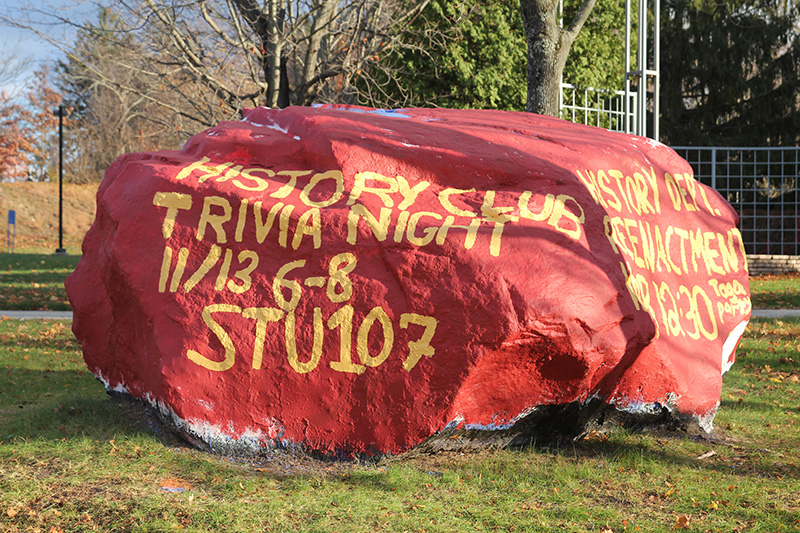 HISTORY CLUB
TRIVIA NIGHT
11/13 6-8
STU107
HISTORY DEPT.
REENACTMENT
12:30